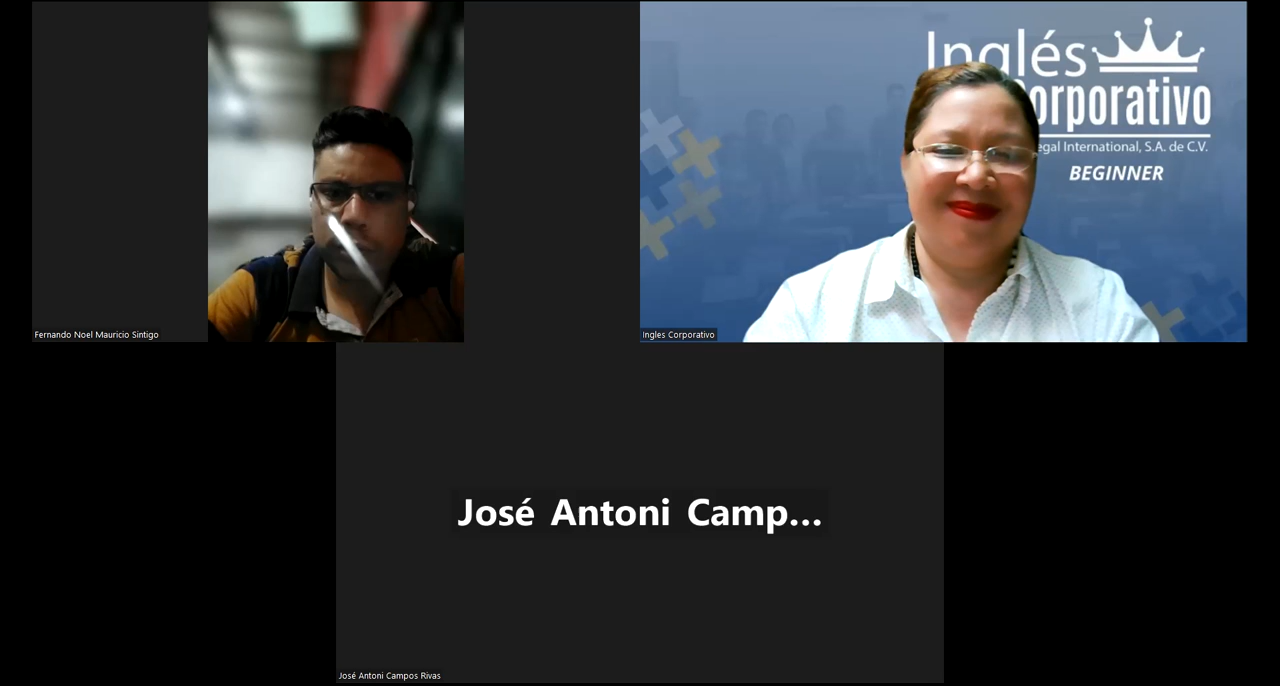 Inglés
orporativo
egal International, S.A. de C.V.
BEGINNER
Fernando Noel Mauricio Sintigo
Ingles Corporativo
José Antoni Camp...
José Antoni Campos Rivas